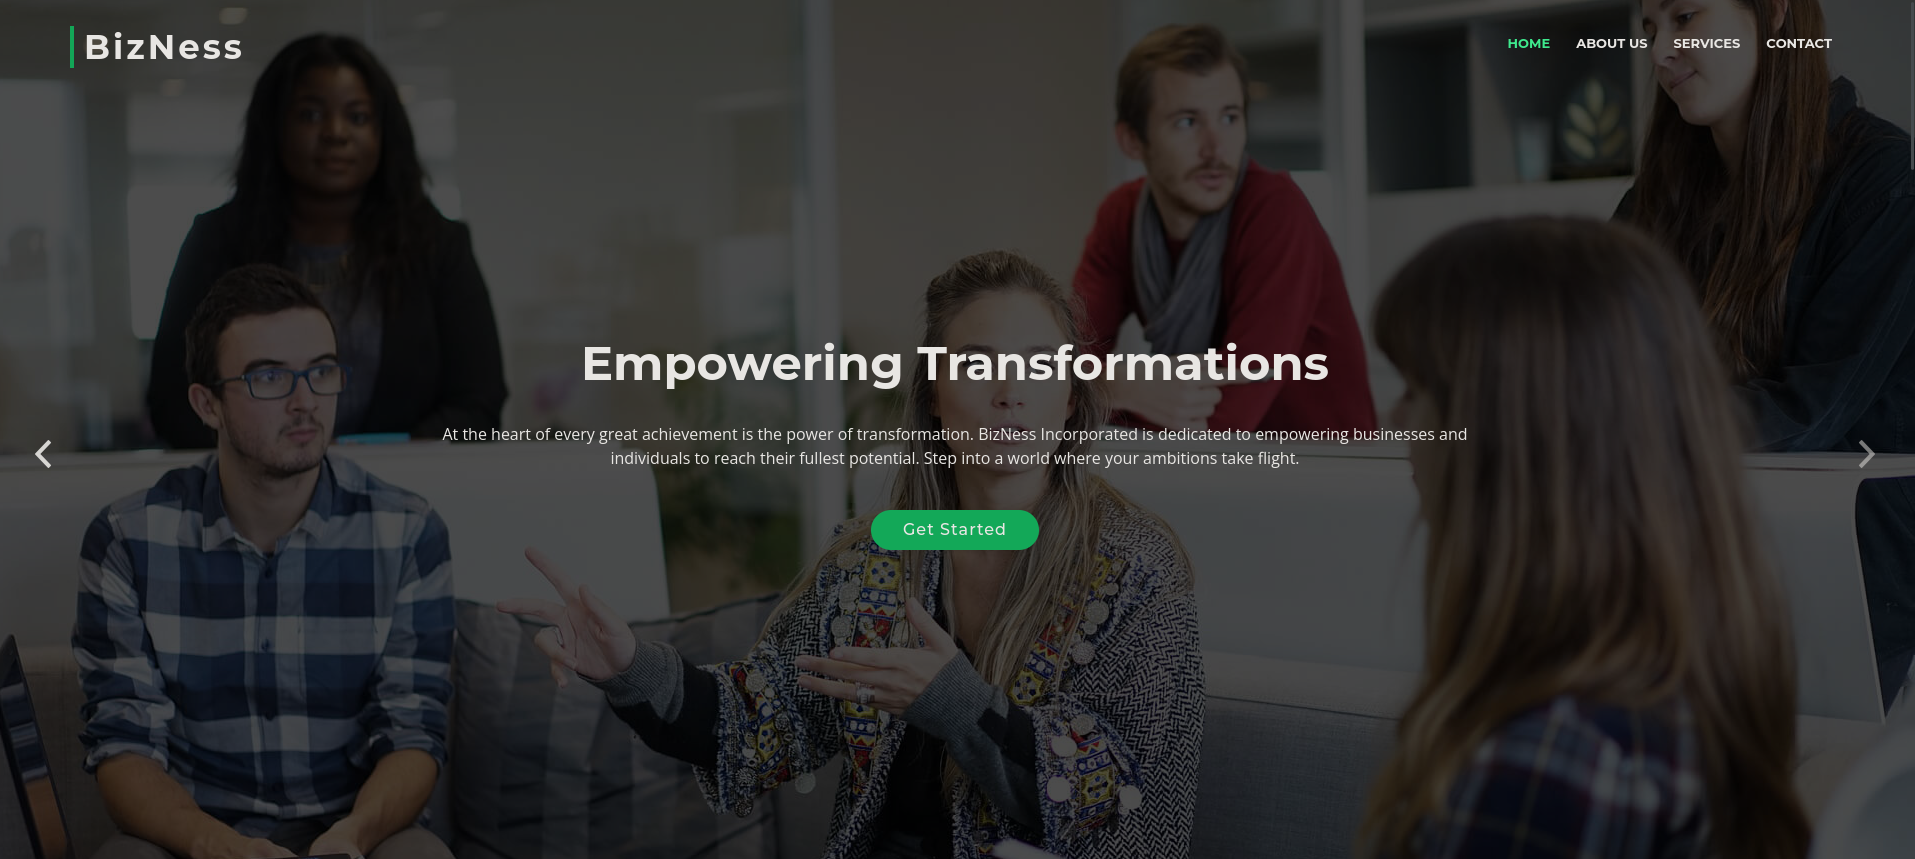 BizNess
HOME ABOUT US SERVICES CONTACT
Empowering Transformations
At the heart of every great achievement is the power of transformation. BizNess Incorporated is dedicated to empowering businesses and
individuals to reach their fullest potential. Step into a world where your ambitions take flight.
Get Started